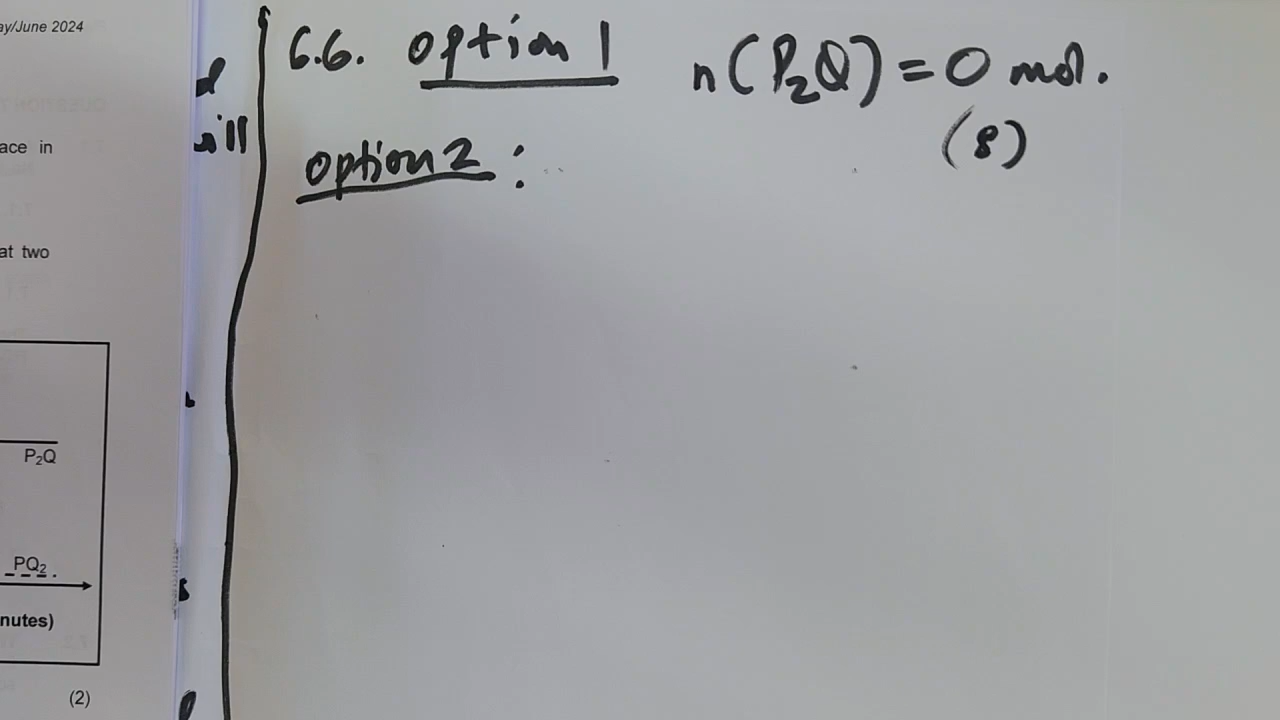 ay/June 2024
ace in
at two
P₂Q
PQ₂
nutes)
(2)
will
6.6. option 1 n(P₂Q) = 0 mol.
(8)
option 2 :